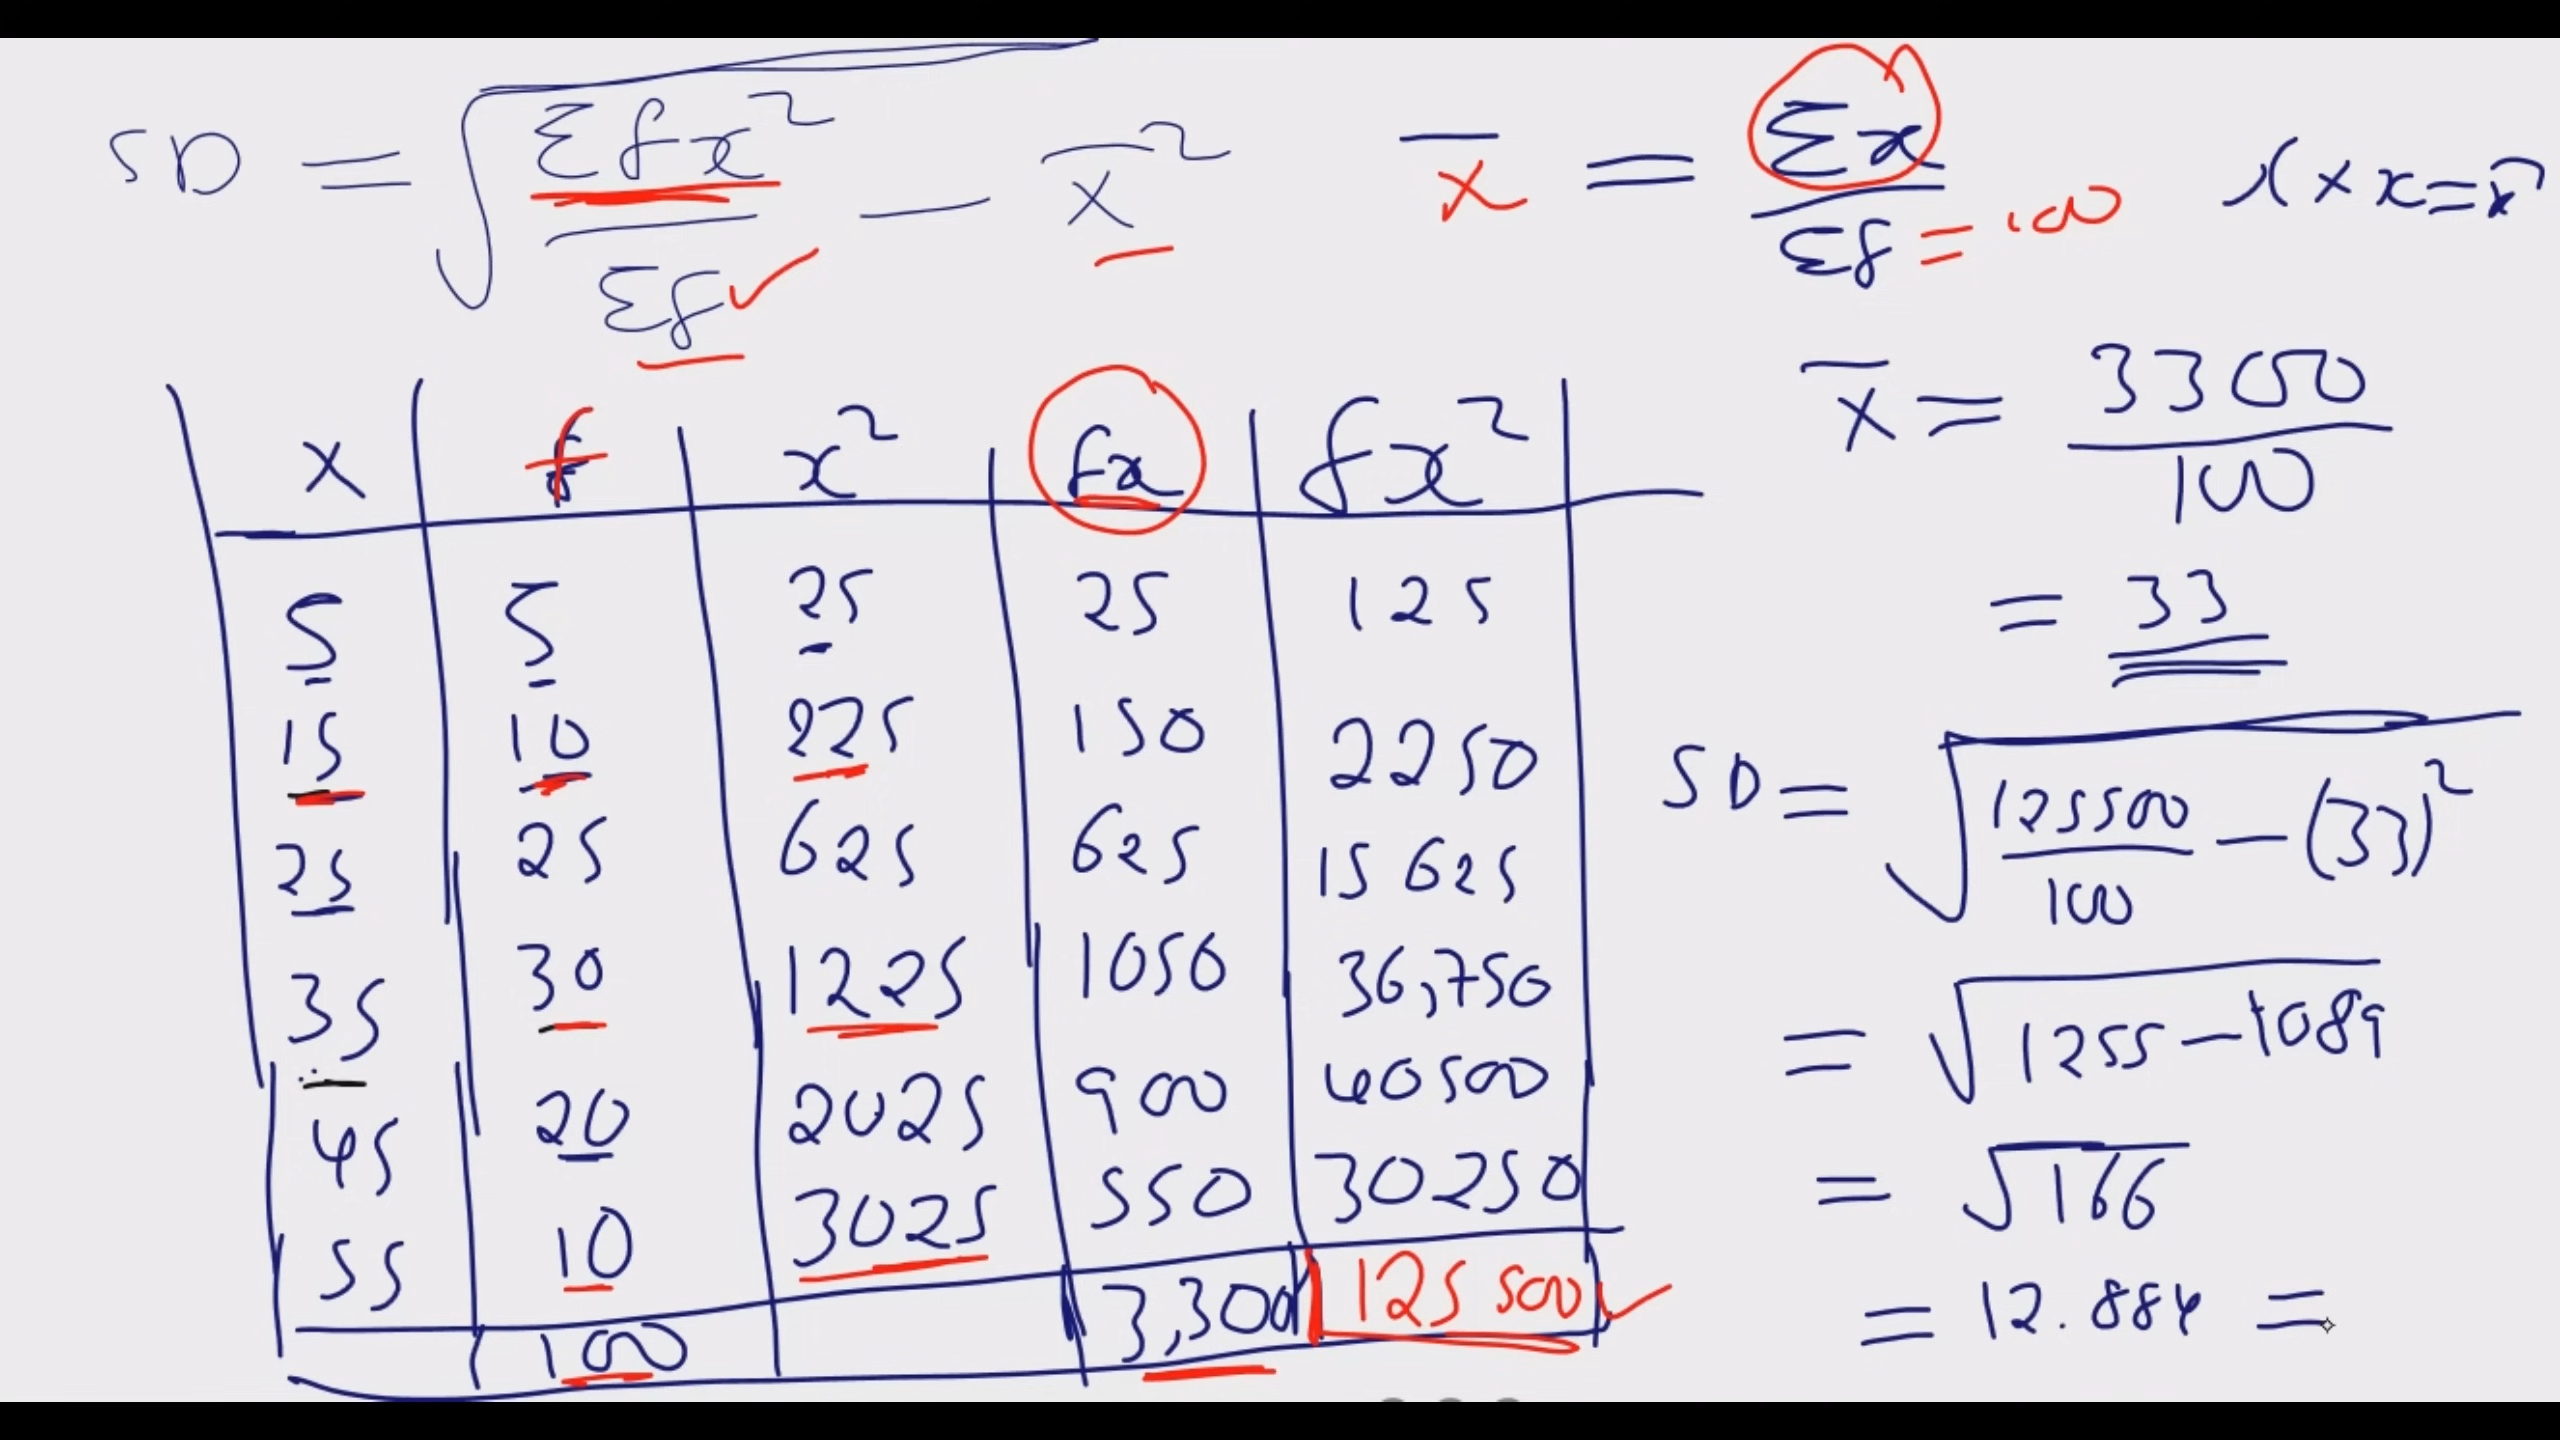 SD = √ Σfx² / Σf − x̄²
x̄ = Σx / Σf = 100
x × x = x²
x f x² fx fx²
5 5 25 25 125
15 10 225 150 2250
25 25 625 625 15625
35 30 1225 1050 36,750
45 20 2025 900 40500
55 10 3025 550 30250
100 3,300 125500
x̄ = 3300 / 100
= 33
SD = √ 125500 / 100 − (33)²
= √ 1255 − 1089
= √166
= 12.884 =